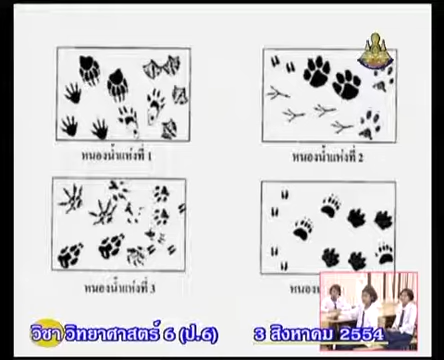 หนองน้ำแห่งที่ 1
หนองน้ำแห่งที่ 2
หนองน้ำแห่งที่ 3
วิชา วิทยาศาสตร์ 6 (ป.6)
3 สิงหาคม 2554